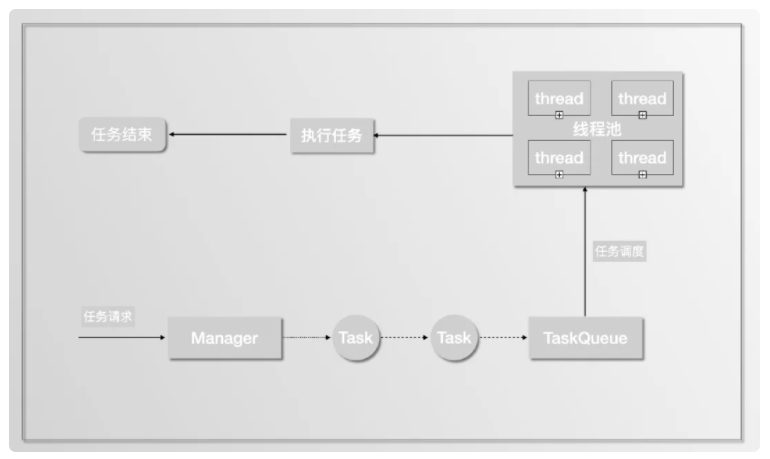 thread
thread
线程池
thread
thread
任务结束
执行任务
任务调度
任务请求
Manager
Task
Task
TaskQueue